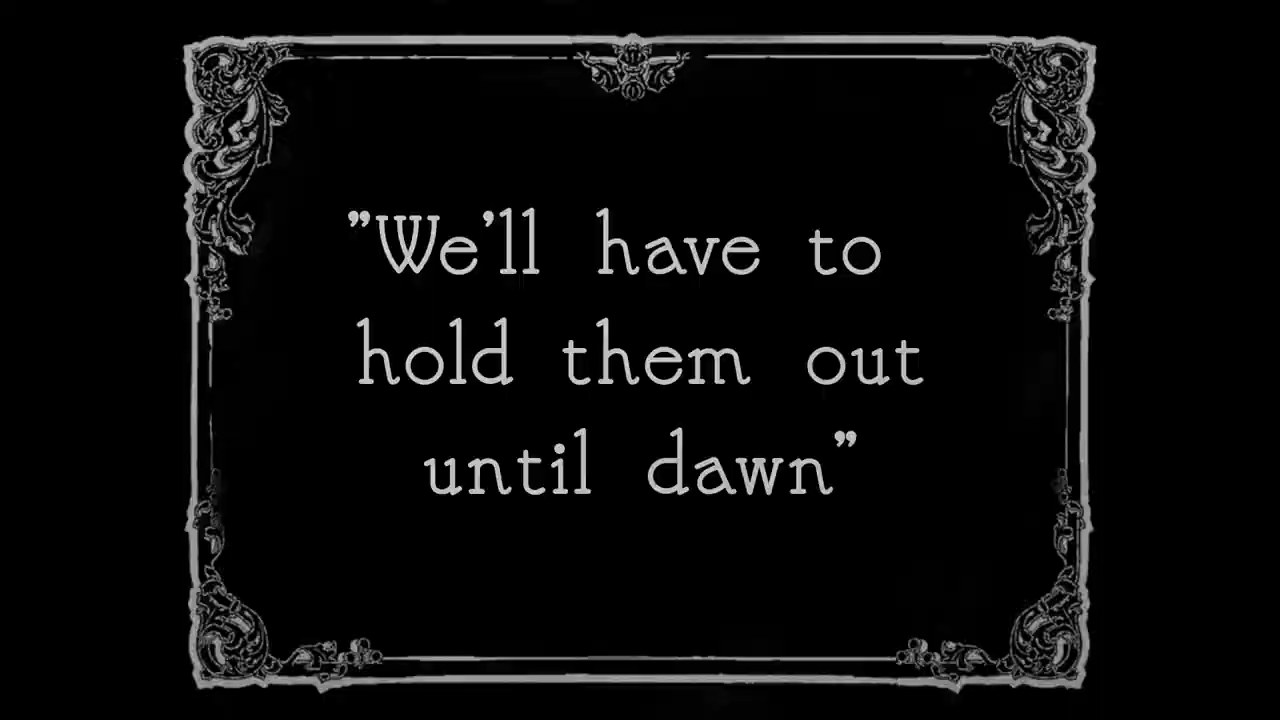 ”We’ll have to
hold them out
until dawn”